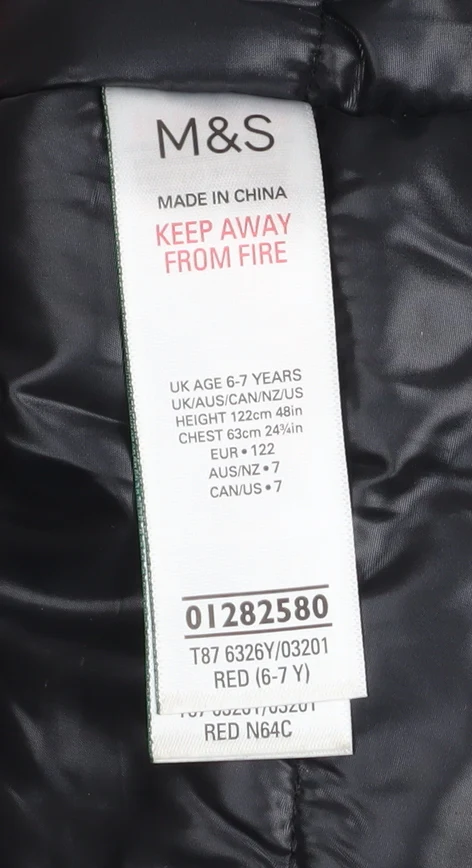 M&S
MADE IN CHINA
KEEP AWAY
FROM FIRE
UK AGE 6-7 YEARS
UK/AUS/CAN/NZ/US
HEIGHT 122cm 48in
CHEST 63cm 24¾in
EUR • 122
AUS/NZ • 7
CAN/US • 7
01282580
T87 6326Y/03201
RED (6-7 Y)
RED N64C